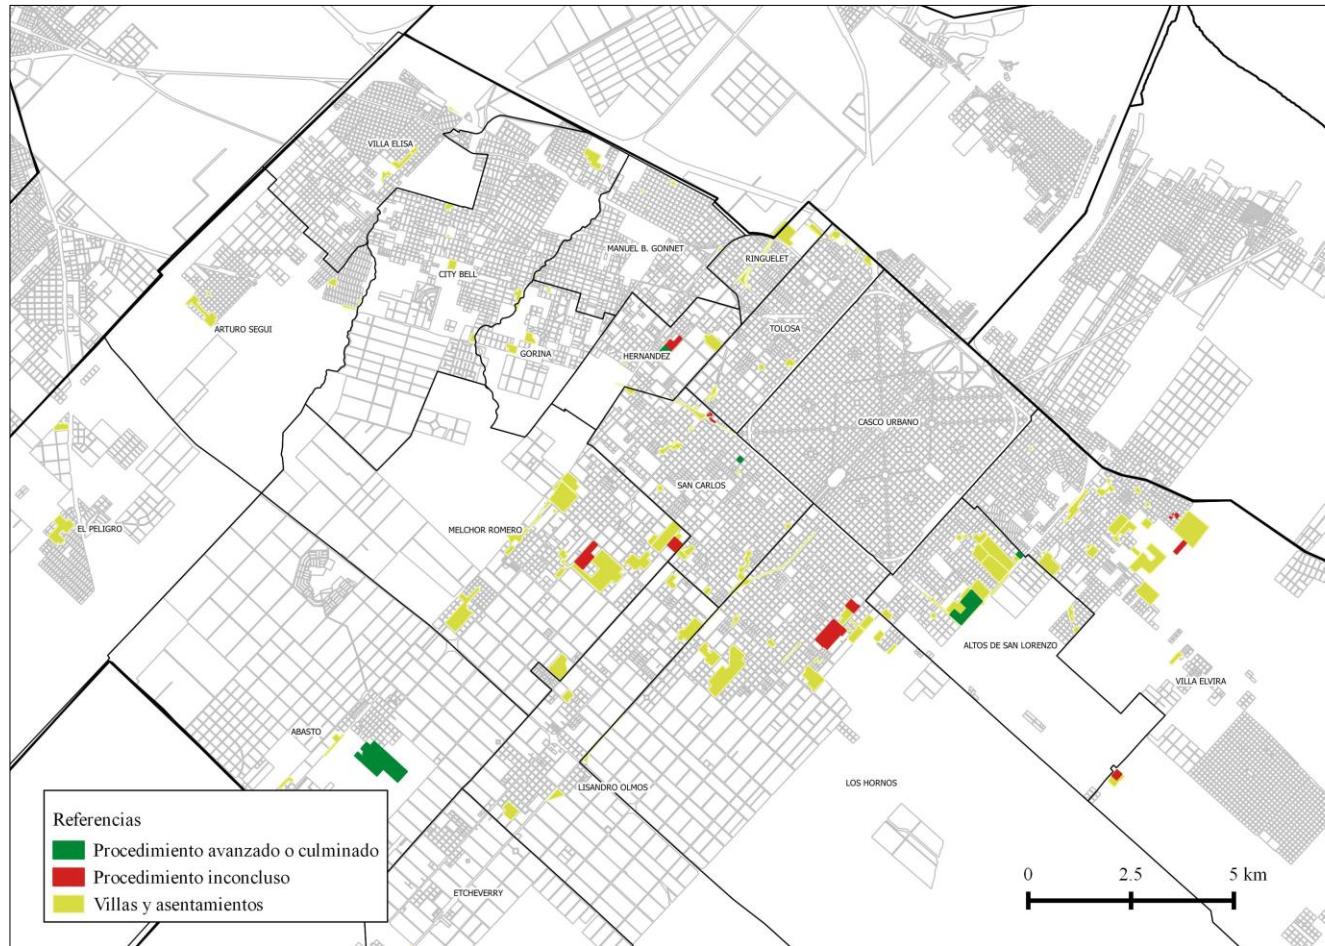 VILLA ELISA
MANUEL B. GONNET
RINGUELET
CITY BELL
ARTURO SEGUI
TOLOSA
GORINA
HERNANDEZ
CASCO URBANO
SAN CARLOS
EL PELIGRO
MELCHOR ROMERO
ALTOS DE SAN LORENZO
VILLA ELVIRA
ABASTO
LISANDRO OLMOS
LOS HORNOS
ETCHEVERRY
Referencias
Procedimiento avanzado o culminado
Procedimiento inconcluso
Villas y asentamientos
0 2.5 5 km